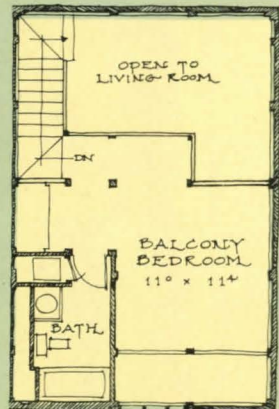 OPEN TO
LIVING ROOM
DN
BALCONY
BEDROOM
11⁰ × 11⁴
BATH